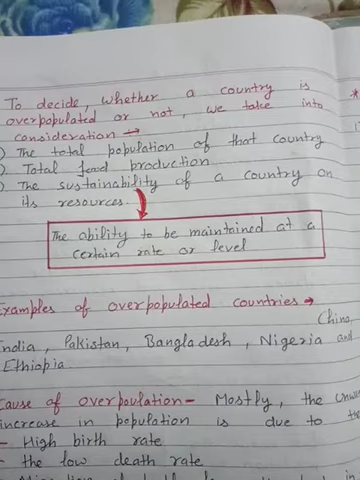 To decide, whether a country is
overpopulated or not, we take into
consideration →
) The total population of that country
) Total food production
) The sustainability of a country on
its resources.
The ability to be maintained at a
certain rate or level
Examples of overpopulated countries →
China,
India, Pakistan, Bangladesh, Nigeria and
Ethiopia.
Cause of overpoulation - Mostly, the
increase in population is due to the
- High birth rate
- the low death rate